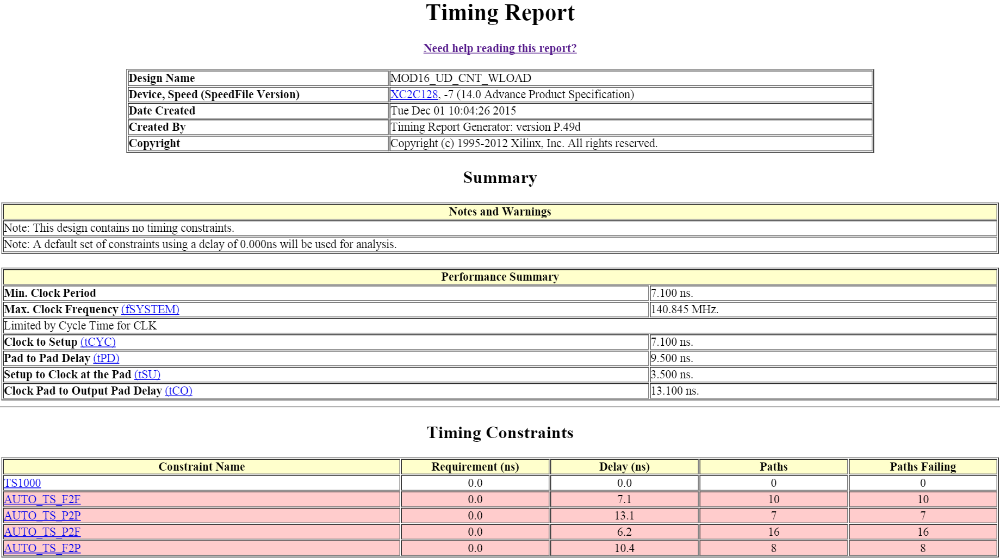 Timing Report
Need help reading this report?
Design Name MOD16_UD_CNT_WLOAD
Device, Speed (SpeedFile Version) XC2C128, -7 (14.0 Advance Product Specification)
Date Created Tue Dec 01 10:04:26 2015
Created By Timing Report Generator: version P.49d
Copyright Copyright (c) 1995-2012 Xilinx, Inc. All rights reserved.
Summary
Notes and Warnings
Note: This design contains no timing constraints.
Note: A default set of constraints using a delay of 0.000ns will be used for analysis.
Performance Summary
Min. Clock Period 7.100 ns.
Max. Clock Frequency (fSYSTEM) 140.845 MHz.
Limited by Cycle Time for CLK
Clock to Setup (tCYC) 7.100 ns.
Pad to Pad Delay (tPD) 9.500 ns.
Setup to Clock at the Pad (tSU) 3.500 ns.
Clock Pad to Output Pad Delay (tCO) 13.100 ns.
Timing Constraints
Constraint Name Requirement (ns) Delay (ns) Paths Paths Failing
TS1000 0.0 0.0 0 0
AUTO_TS_F2F 0.0 7.1 10 10
AUTO_TS_P2P 0.0 13.1 7 7
AUTO_TS_P2F 0.0 6.2 16 16
AUTO_TS_F2P 0.0 10.4 8 8